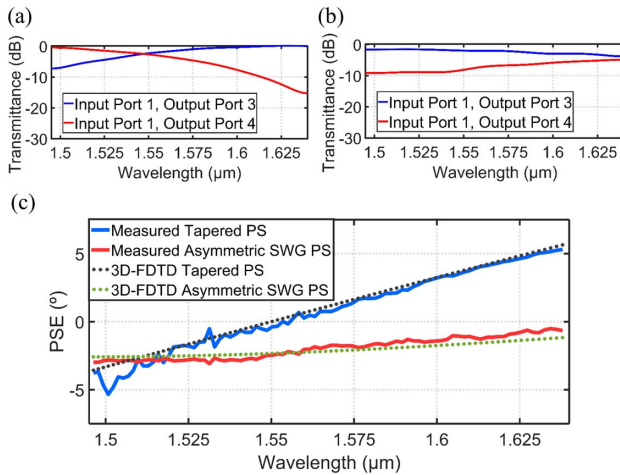 (a)
Transmittance (dB)
0
-10
-20
-30
Input Port 1, Output Port 3
Input Port 1, Output Port 4
1.5 1.525 1.55 1.575 1.6 1.625
Wavelength (μm)
(b)
Transmittance (dB)
0
-10
-20
-30
Input Port 1, Output Port 3
Input Port 1, Output Port 4
1.5 1.525 1.55 1.575 1.6 1.625
Wavelength (μm)
(c)
PSE (°)
5
0
-5
Measured Tapered PS
Measured Asymmetric SWG PS
3D-FDTD Tapered PS
3D-FDTD Asymmetric SWG PS
1.5 1.525 1.55 1.575 1.6 1.625
Wavelength (μm)